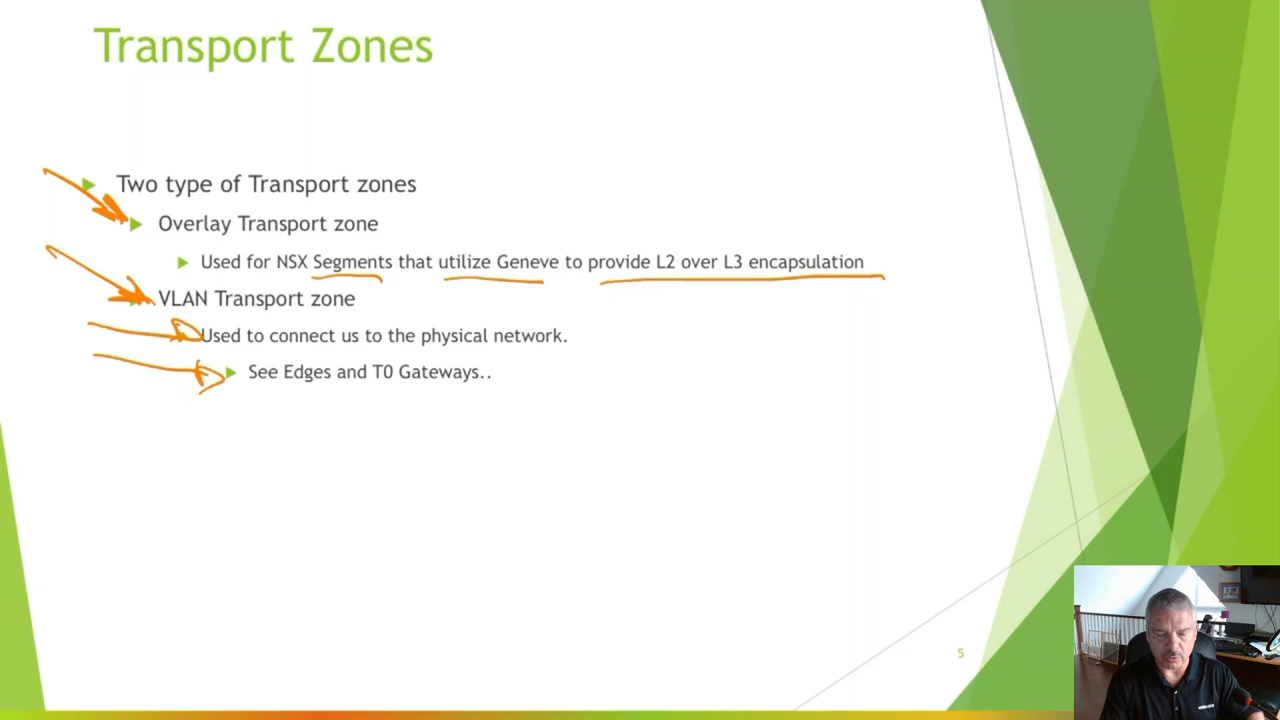 Transport Zones
Two type of Transport zones
Overlay Transport zone
Used for NSX Segments that utilize Geneve to provide L2 over L3 encapsulation
VLAN Transport zone
Used to connect us to the physical network.
See Edges and T0 Gateways..
5